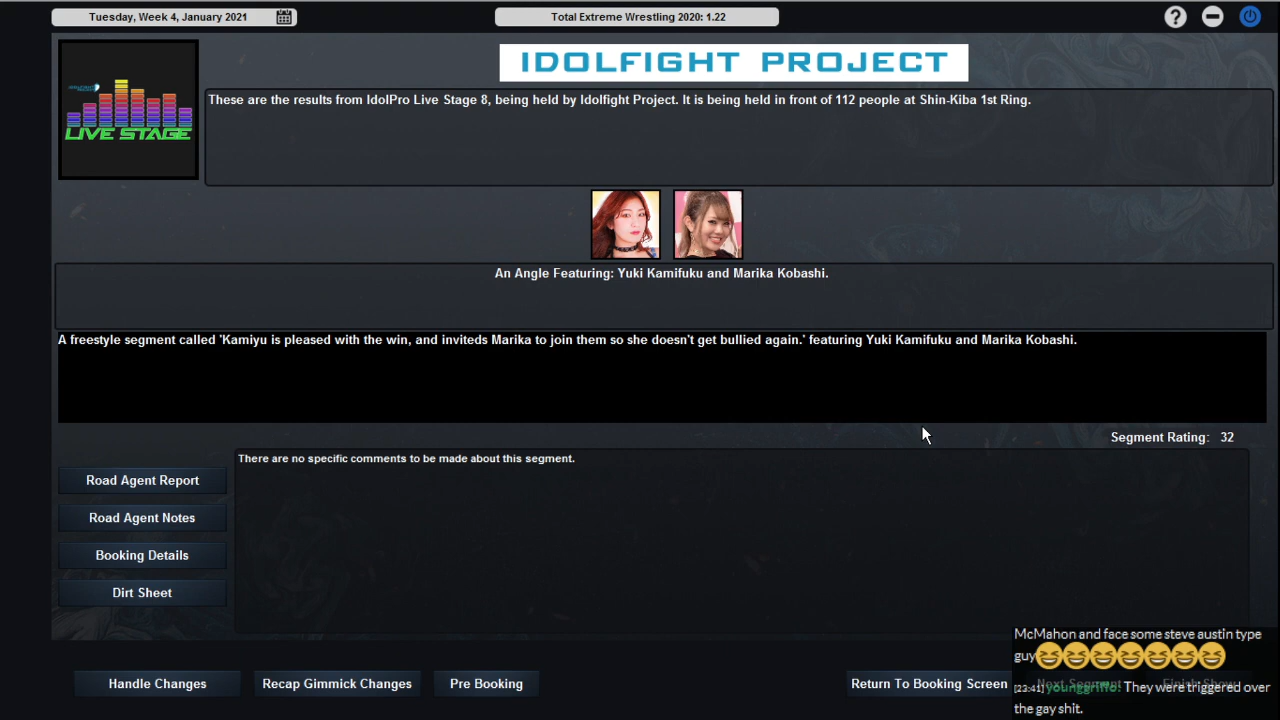 Tuesday, Week 4, January 2021
Total Extreme Wrestling 2020: 1.22
?
LIVE STAGE
IDOLFIGHT PROJECT
These are the results from IdolPro Live Stage 8, being held by Idolfight Project. It is being held in front of 112 people at Shin-Kiba 1st Ring.
An Angle Featuring: Yuki Kamifuku and Marika Kobashi.
A freestyle segment called 'Kamiyu is pleased with the win, and inviteds Marika to join them so she doesn't get bullied again.' featuring Yuki Kamifuku and Marika Kobashi.
Segment Rating: 32
There are no specific comments to be made about this segment.
Road Agent Report
Road Agent Notes
Booking Details
Dirt Sheet
Handle Changes
Recap Gimmick Changes
Pre Booking
Return To Booking Screen
Next Segment
Finish Show
McMahon and face some steve austin type
guy
[23:41] younggriffo: They were triggered over
the gay shit.